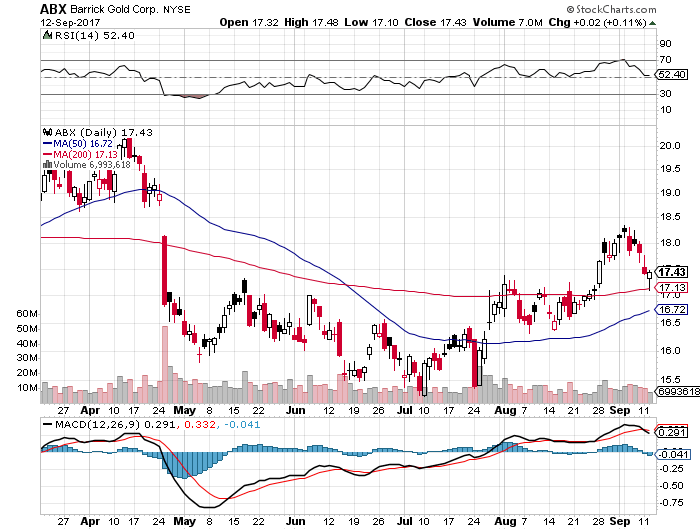 ABX Barrick Gold Corp. NYSE © StockCharts.com
12-Sep-2017 Open 17.32 High 17.48 Low 17.10 Close 17.43 Volume 7.0M Chg +0.02 (+0.11%)
RSI(14) 52.40
90
70
52.40
30
10
ABX (Daily) 17.43
MA(50) 16.72
MA(200) 17.13
Volume 6,993,618
20.0
19.5
19.0
18.5
18.0
17.43
17.13
17.0
16.72
16.5
16.0
15.5
6993618
60M
50M
40M
30M
20M
10M
27 Apr 10 17 24 May 8 15 22 Jun 12 19 26 Jul 10 17 24 Aug 7 14 21 28 Sep 11
MACD(12,26,9) 0.291, 0.332, -0.041
0.291
-0.041
-0.25
-0.50
-0.75
27 Apr 10 17 24 May 8 15 22 Jun 12 19 26 Jul 10 17 24 Aug 7 14 21 28 Sep 11